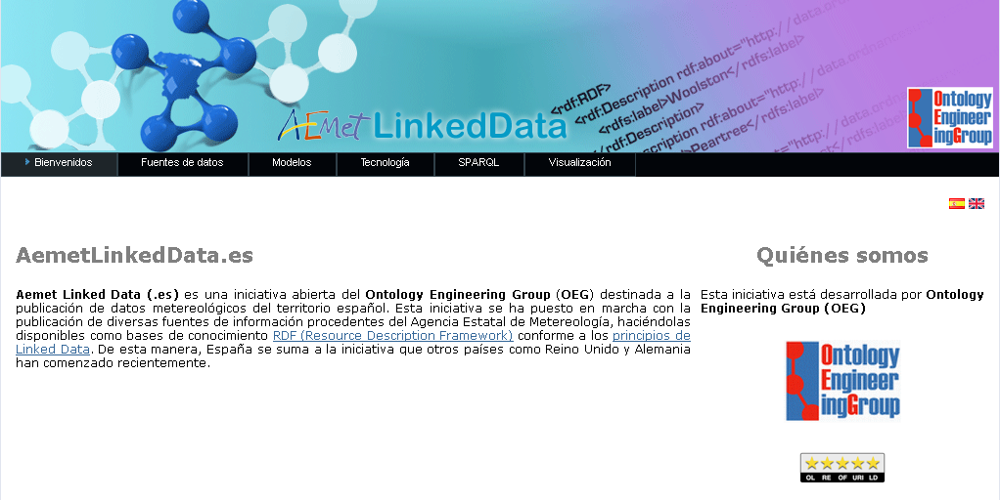 <rdf:RDF>
<rdf:Description rdf:about="http://data.ordnan
<rdfs:label>Woolston</rdfs:label>
</rdf:Description>
rdf:about="http://data.ordnan
Peartree</rdfs:label>
AEmet LinkedData
Ontology
Engineer
ingGroup
Bienvenidos Fuentes de datos Modelos Tecnología SPARQL Visualización
AemetLinkedData.es
Aemet Linked Data (.es) es una iniciativa abierta del Ontology Engineering Group (OEG) destinada a la
publicación de datos metereológicos del territorio español. Esta iniciativa se ha puesto en marcha con la
publicación de diversas fuentes de información procedentes del Agencia Estatal de Metereología, haciéndolas
disponibles como bases de conocimiento RDF (Resource Description Framework) conforme a los principios de
Linked Data. De esta manera, España se suma a la iniciativa que otros países como Reino Unido y Alemania
han comenzado recientemente.
Quiénes somos
Esta iniciativa está desarrollada por Ontology
Engineering Group (OEG)
Ontology
Engineer
ingGroup
OL RE OF URI LD